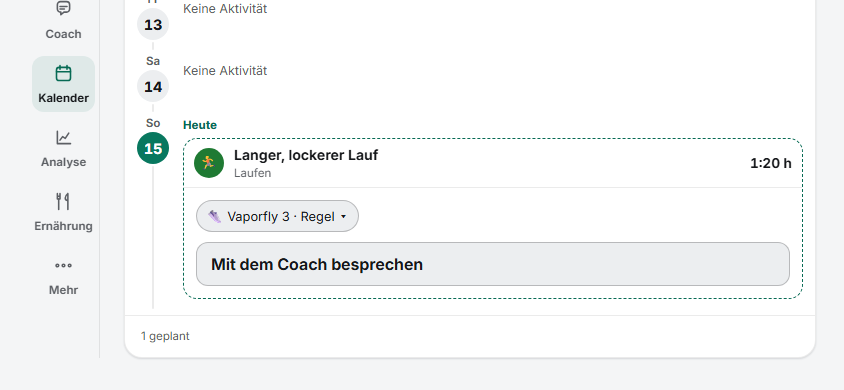 Coach
Kalender
Analyse
Ernährung
Mehr
Keine Aktivität
13
Sa
14
Keine Aktivität
So
15
Heute
Langer, lockerer Lauf
Laufen
1:20 h
Vaporfly 3 · Regel
Mit dem Coach besprechen
1 geplant